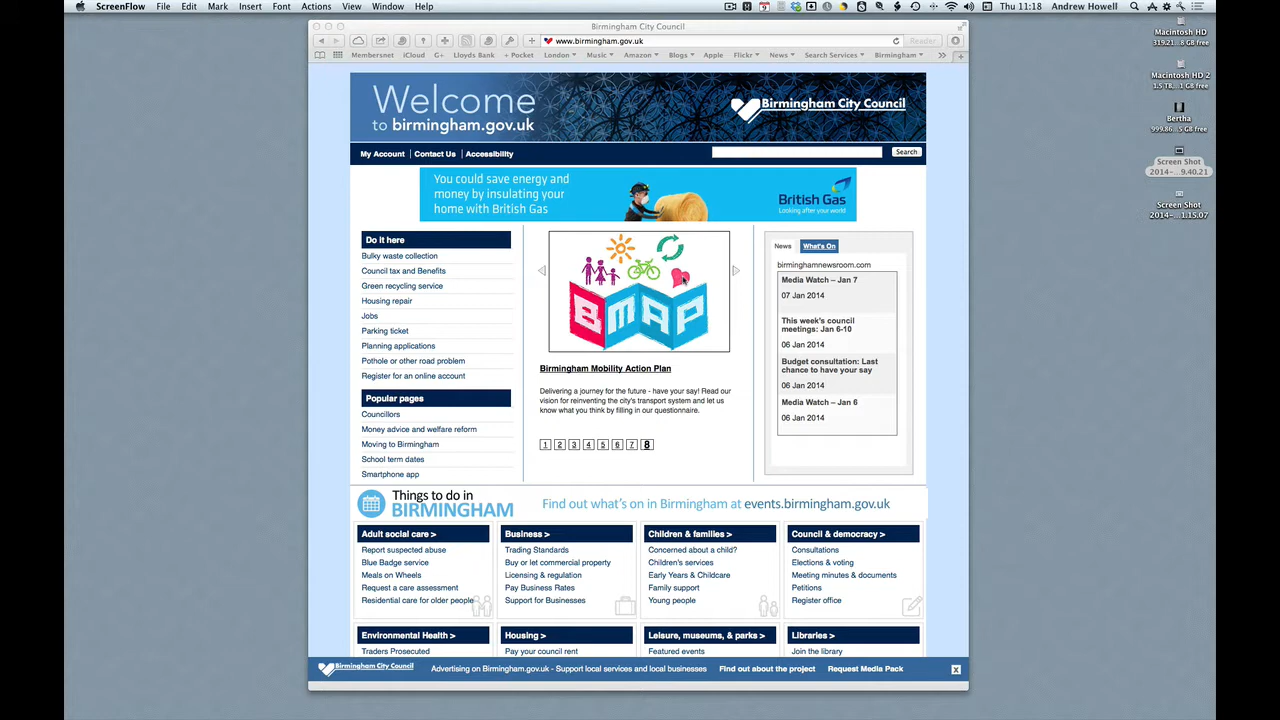 ScreenFlow File Edit Mark Insert Font Actions View Window Help
Thu 11:18 Andrew Howell
Birmingham City Council
www.birmingham.gov.uk
Reader
Membersnet iCloud G+ Lloyds Bank + Pocket London Music Amazon Blogs Apple Flickr News Search Services Birmingham
Welcome
to birmingham.gov.uk
Birmingham City Council
My Account Contact Us Accessibility
Search
You could save energy and
money by insulating your
home with British Gas
British Gas
Looking after your world
Do it here
Bulky waste collection
Council tax and Benefits
Green recycling service
Housing repair
Jobs
Parking ticket
Planning applications
Pothole or other road problem
Register for an online account
Popular pages
Councillors
Money advice and welfare reform
Moving to Birmingham
School term dates
Smartphone app
BMAP
Birmingham Mobility Action Plan
Delivering a journey for the future - have your say! Read our
vision for reinventing the city's transport system and let us
know what you think by filling in our questionnaire.
1 2 3 4 5 6 7 8
News What's On
birminghamnewsroom.com
Media Watch – Jan 7
07 Jan 2014
This week's council
meetings: Jan 6-10
06 Jan 2014
Budget consultation: Last
chance to have your say
06 Jan 2014
Media Watch – Jan 6
06 Jan 2014
Things to do in
BIRMINGHAM
Find out what's on in Birmingham at events.birmingham.gov.uk
Adult social care >
Report suspected abuse
Blue Badge service
Meals on Wheels
Request a care assessment
Residential care for older people
Business >
Trading Standards
Buy or let commercial property
Licensing & regulation
Pay Business Rates
Support for Businesses
Children & families >
Concerned about a child?
Children's services
Early Years & Childcare
Family support
Young people
Council & democracy >
Consultations
Elections & voting
Meeting minutes & documents
Petitions
Register office
Environmental Health >
Traders Prosecuted
Housing >
Pay your council rent
Leisure, museums, & parks >
Featured events
Libraries >
Join the library
Birmingham City Council
Advertising on Birmingham.gov.uk - Support local services and local businesses
Find out about the project
Request Media Pack
Macintosh HD
319.21...8 GB free
Macintosh HD 2
1.5 TB,...1 GB free
Bertha
999.86...5 GB free
Screen Shot
2014-...9.40.21
Screen Shot
2014-...1.15.07